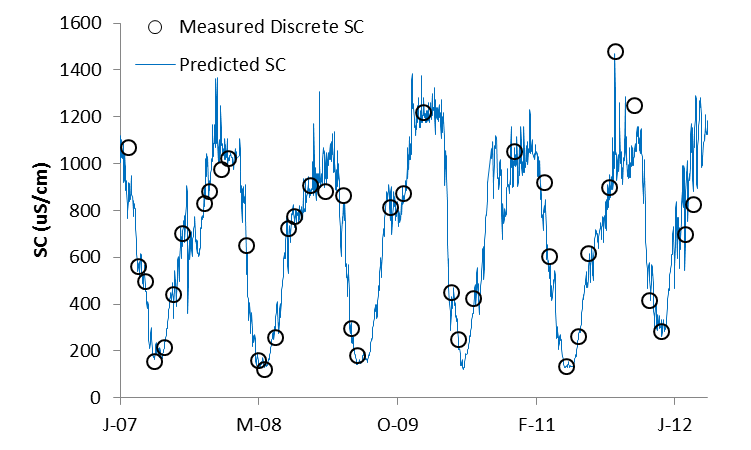 1600
1400
1200
1000
800
600
400
200
0
SC (uS/cm)
Measured Discrete SC
Predicted SC
J-07
M-08
O-09
F-11
J-12